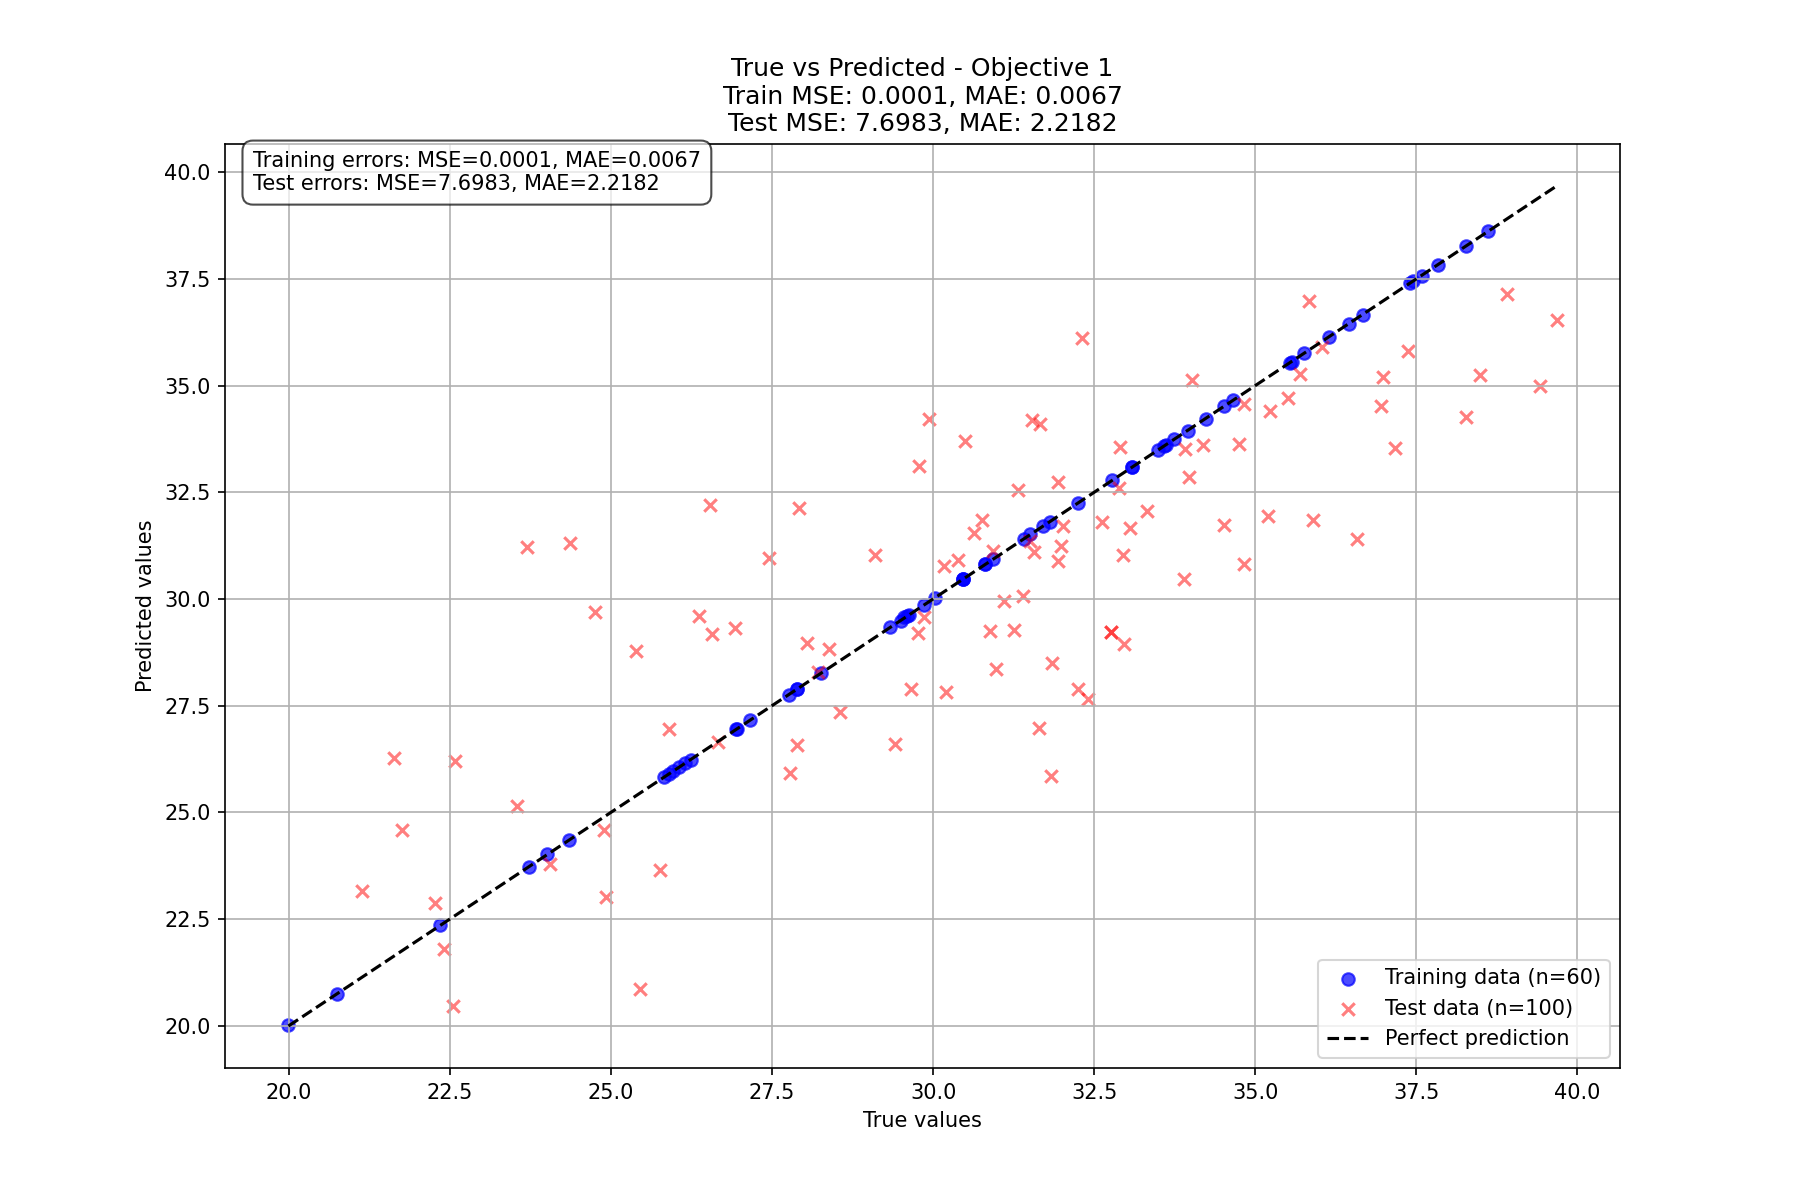 True vs Predicted - Objective 1
Train MSE: 0.0001, MAE: 0.0067
Test MSE: 7.6983, MAE: 2.2182
Training errors: MSE=0.0001, MAE=0.0067
Test errors: MSE=7.6983, MAE=2.2182
40.0
37.5
35.0
32.5
30.0
27.5
25.0
22.5
20.0
Predicted values
Training data (n=60)
Test data (n=100)
Perfect prediction
20.0 22.5 25.0 27.5 30.0 32.5 35.0 37.5 40.0
True values